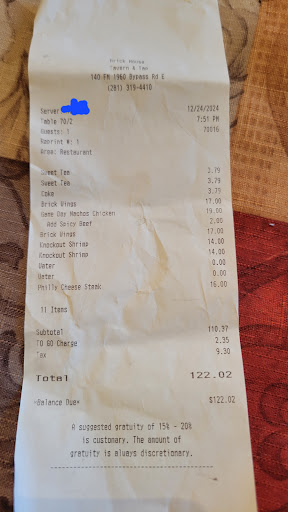 Brick House
Tavern & Tap
140 FM 1960 Bypass Rd E
(281) 319-4410
Server 12/24/2024
Table 70/2 7:51 PM
Guests: 1 70016
Reprint #: 1
Area: Restaurant
Sweet Tea 3.79
Sweet Tea 3.79
Coke 3.79
Brick Wings 17.00
Game Day Nachos Chicken 19.00
Add Spicy Beef 2.00
Brick Wings 17.00
Knockout Shrimp 14.00
Knockout Shrimp 14.00
Water 0.00
Water 0.00
Philly Cheese Steak 16.00
11 Items
Subtotal 110.37
TO GO Charge 2.35
Tax 9.30
Total 122.02
*Balance Due* $122.02
A suggested gratuity of 15% - 20%
is customary. The amount of
gratuity is always discretionary.